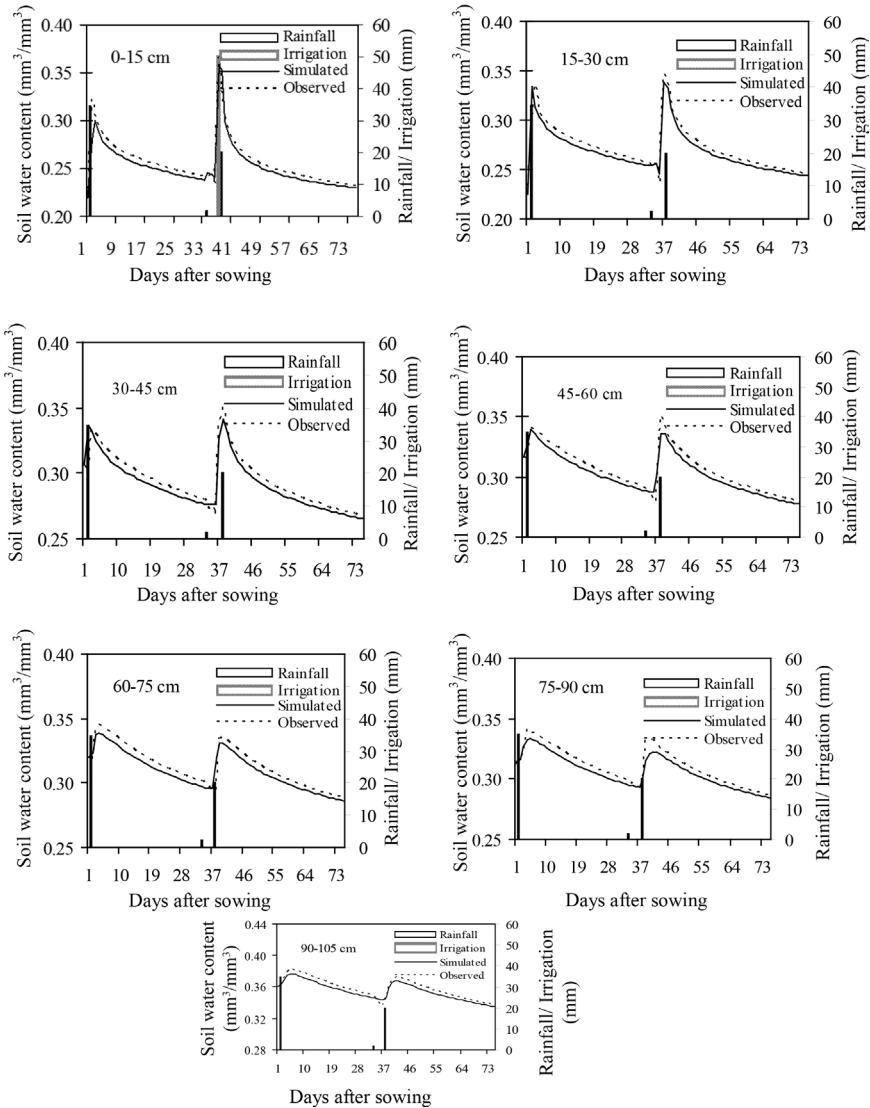 0-15 cm
Rainfall
Irrigation
Simulated
Observed
Soil water content (mm³/mm³)
0.40
0.35
0.30
0.25
0.20
60
50
40
30
20
10
0
Rainfall/ Irrigation (mm)
1 9 17 25 33 41 49 57 65 73
Days after sowing
15-30 cm
Rainfall
Irrigation
Simulated
Observed
Soil water content (mm³/mm³)
0.40
0.35
0.30
0.25
0.20
60
50
40
30
20
10
0
Rainfall/ Irrigation (mm)
1 10 19 28 37 46 55 64 73
Days after sowing
30-45 cm
Rainfall
Irrigation
Simulated
Observed
Soil water content (mm³/mm³)
0.40
0.35
0.30
0.25
60
50
40
30
20
10
0
Rainfall/ Irrigation (mm)
1 10 19 28 37 46 55 64 73
Days after sowing
45-60 cm
Rainfall
Irrigation
Simulated
Observed
Soil water content (mm³/mm³)
0.40
0.35
0.30
0.25
60
50
40
30
20
10
0
Rainfall/ Irrigation (mm)
1 10 19 28 37 46 55 64 73
Days after sowing
60-75 cm
Rainfall
Irrigation
Simulated
Observed
Soil water content (mm³/mm³)
0.40
0.35
0.30
0.25
60
50
40
30
20
10
0
Rainfall/ Irrigation (mm)
1 10 19 28 37 46 55 64 73
Days after sowing
75-90 cm
Rainfall
Irrigation
Simulated
Observed
Soil water content (mm³/mm³)
0.40
0.35
0.30
0.25
60
50
40
30
20
10
0
Rainfall/ Irrigation (mm)
1 10 19 28 37 46 55 64 73
Days after sowing
90-105 cm
Rainfall
Irrigation
Simulated
Observed
Soil water content
(mm³/mm³)
0.44
0.40
0.36
0.32
0.28
60
50
40
30
20
10
0
Rainfall/ Irrigation
(mm)
1 10 19 28 37 46 55 64 73
Days after sowing